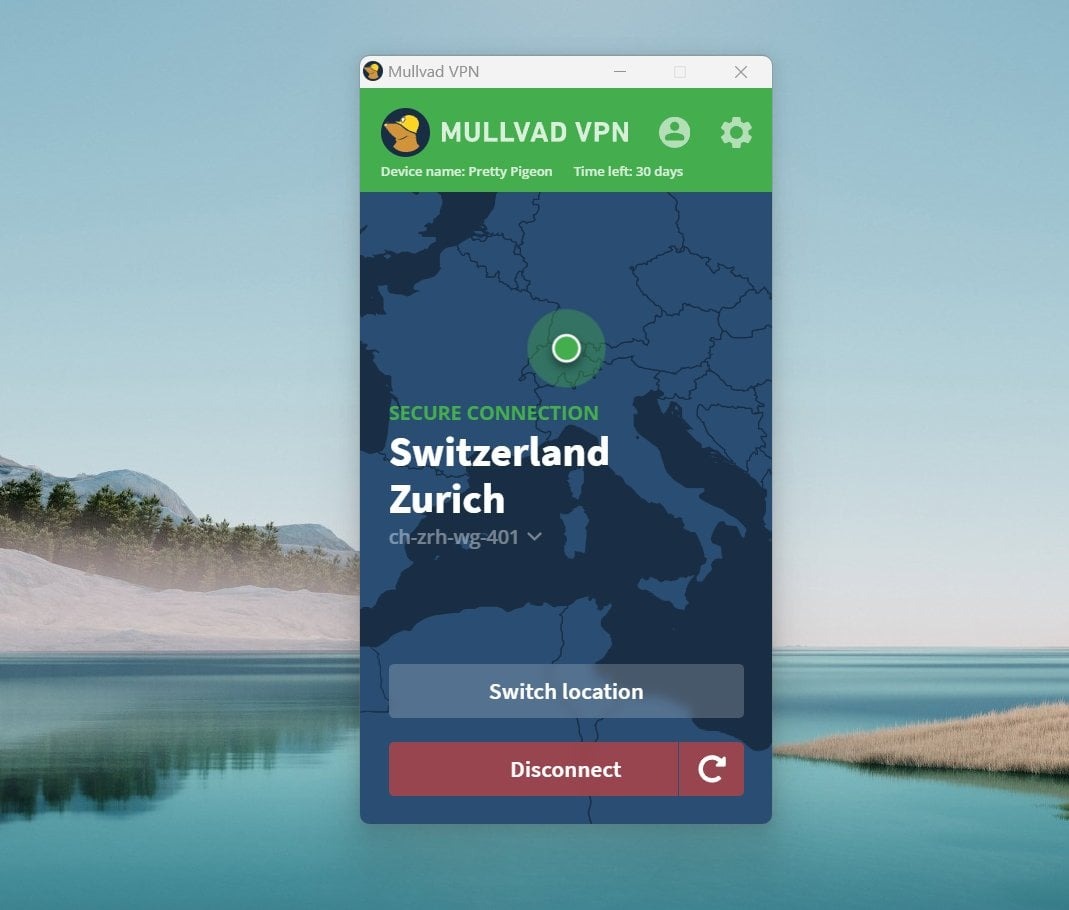 Mullvad VPN
MULLVAD VPN
Device name: Pretty Pigeon Time left: 30 days
SECURE CONNECTION
Switzerland
Zurich
ch-zrh-wg-401
Switch location
Disconnect